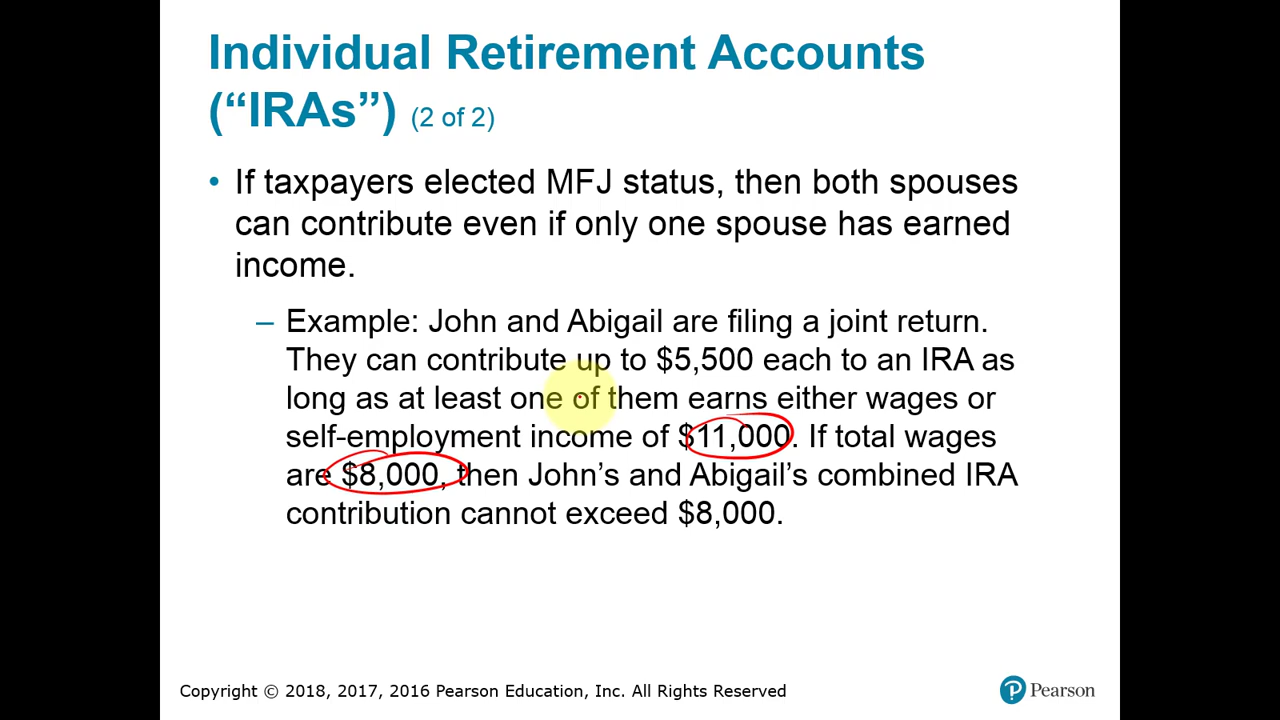 Individual Retirement Accounts
(“IRAs”) (2 of 2)
• If taxpayers elected MFJ status, then both spouses
can contribute even if only one spouse has earned
income.
– Example: John and Abigail are filing a joint return.
They can contribute up to $5,500 each to an IRA as
long as at least one of them earns either wages or
self-employment income of $11,000. If total wages
are $8,000, then John’s and Abigail’s combined IRA
contribution cannot exceed $8,000.
Copyright © 2018, 2017, 2016 Pearson Education, Inc. All Rights Reserved
P Pearson